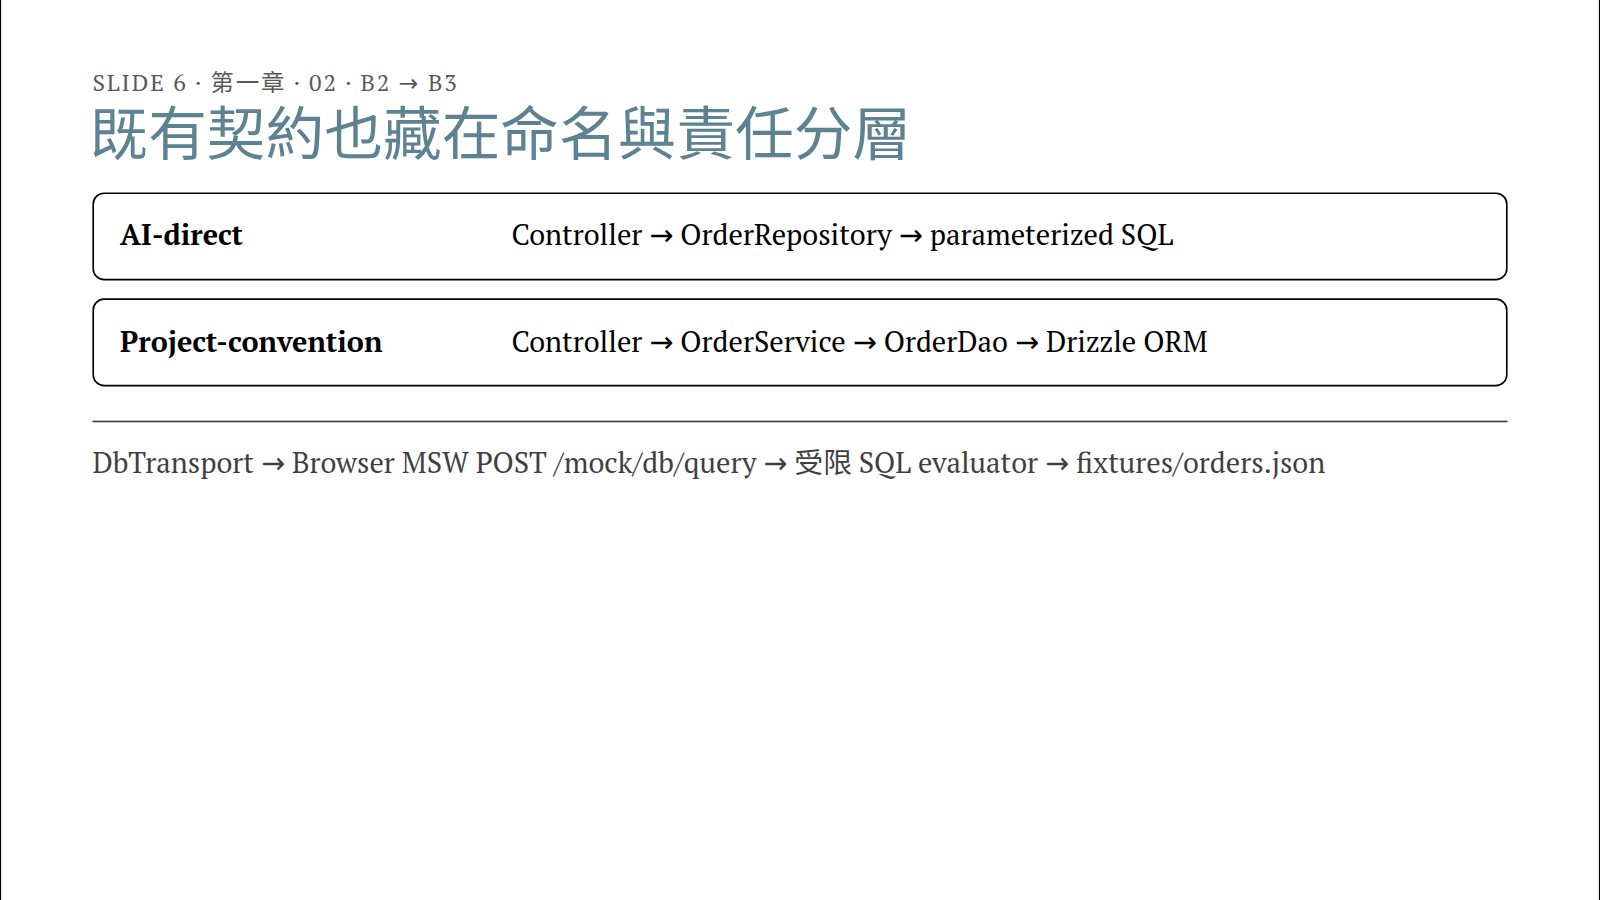 SLIDE 6 · 第一章 · 02 · B2 → B3
既有契約也藏在命名與責任分層
AI-direct Controller → OrderRepository → parameterized SQL
Project-convention Controller → OrderService → OrderDao → Drizzle ORM
DbTransport → Browser MSW POST /mock/db/query → 受限 SQL evaluator → fixtures/orders.json